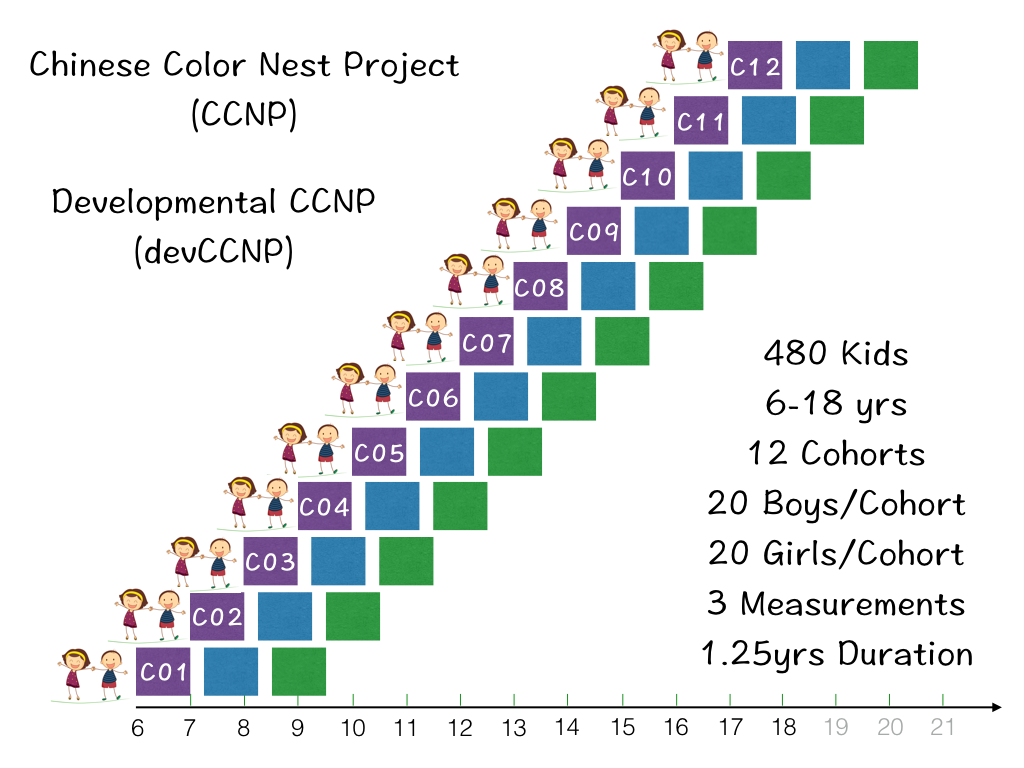 Chinese Color Nest Project
(CCNP)
Developmental CCNP
(devCCNP)
C12
C11
C10
C09
C08
C07
C06
C05
C04
C03
C02
C01
480 Kids
6-18 yrs
12 Cohorts
20 Boys/Cohort
20 Girls/Cohort
3 Measurements
1.25yrs Duration
6 7 8 9 10 11 12 13 14 15 16 17 18 19 20 21